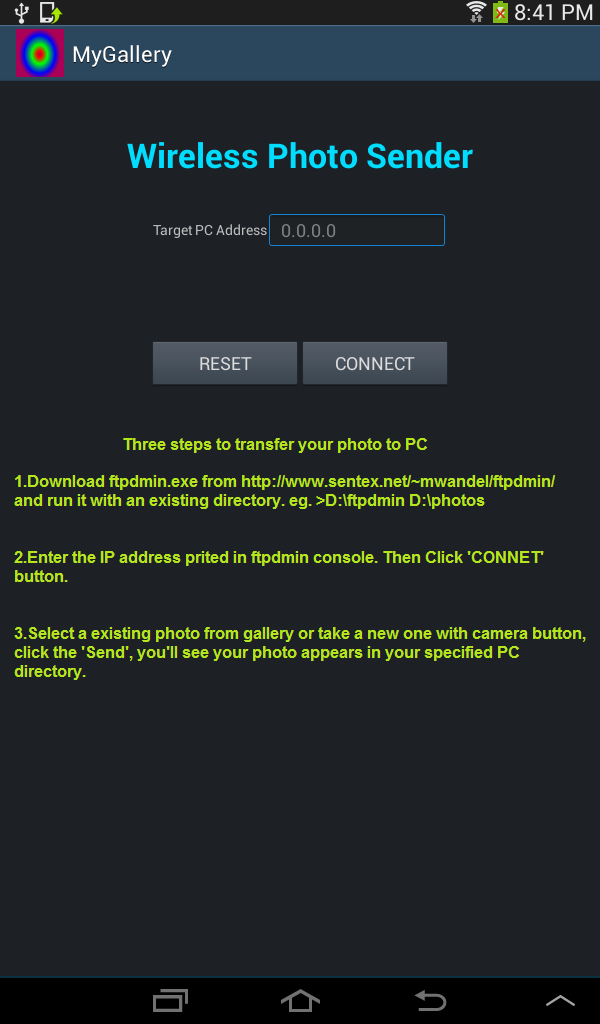 8:41 PM
MyGallery
Wireless Photo Sender
Target PC Address 0.0.0.0
RESET CONNECT
Three steps to transfer your photo to PC
1.Download ftpdmin.exe from http://www.sentex.net/~mwandel/ftpdmin/
and run it with an existing directory. eg. >D:\ftpdmin D:\photos
2.Enter the IP address prited in ftpdmin console. Then Click 'CONNET'
button.
3.Select a existing photo from gallery or take a new one with camera button,
click the 'Send', you'll see your photo appears in your specified PC
directory.